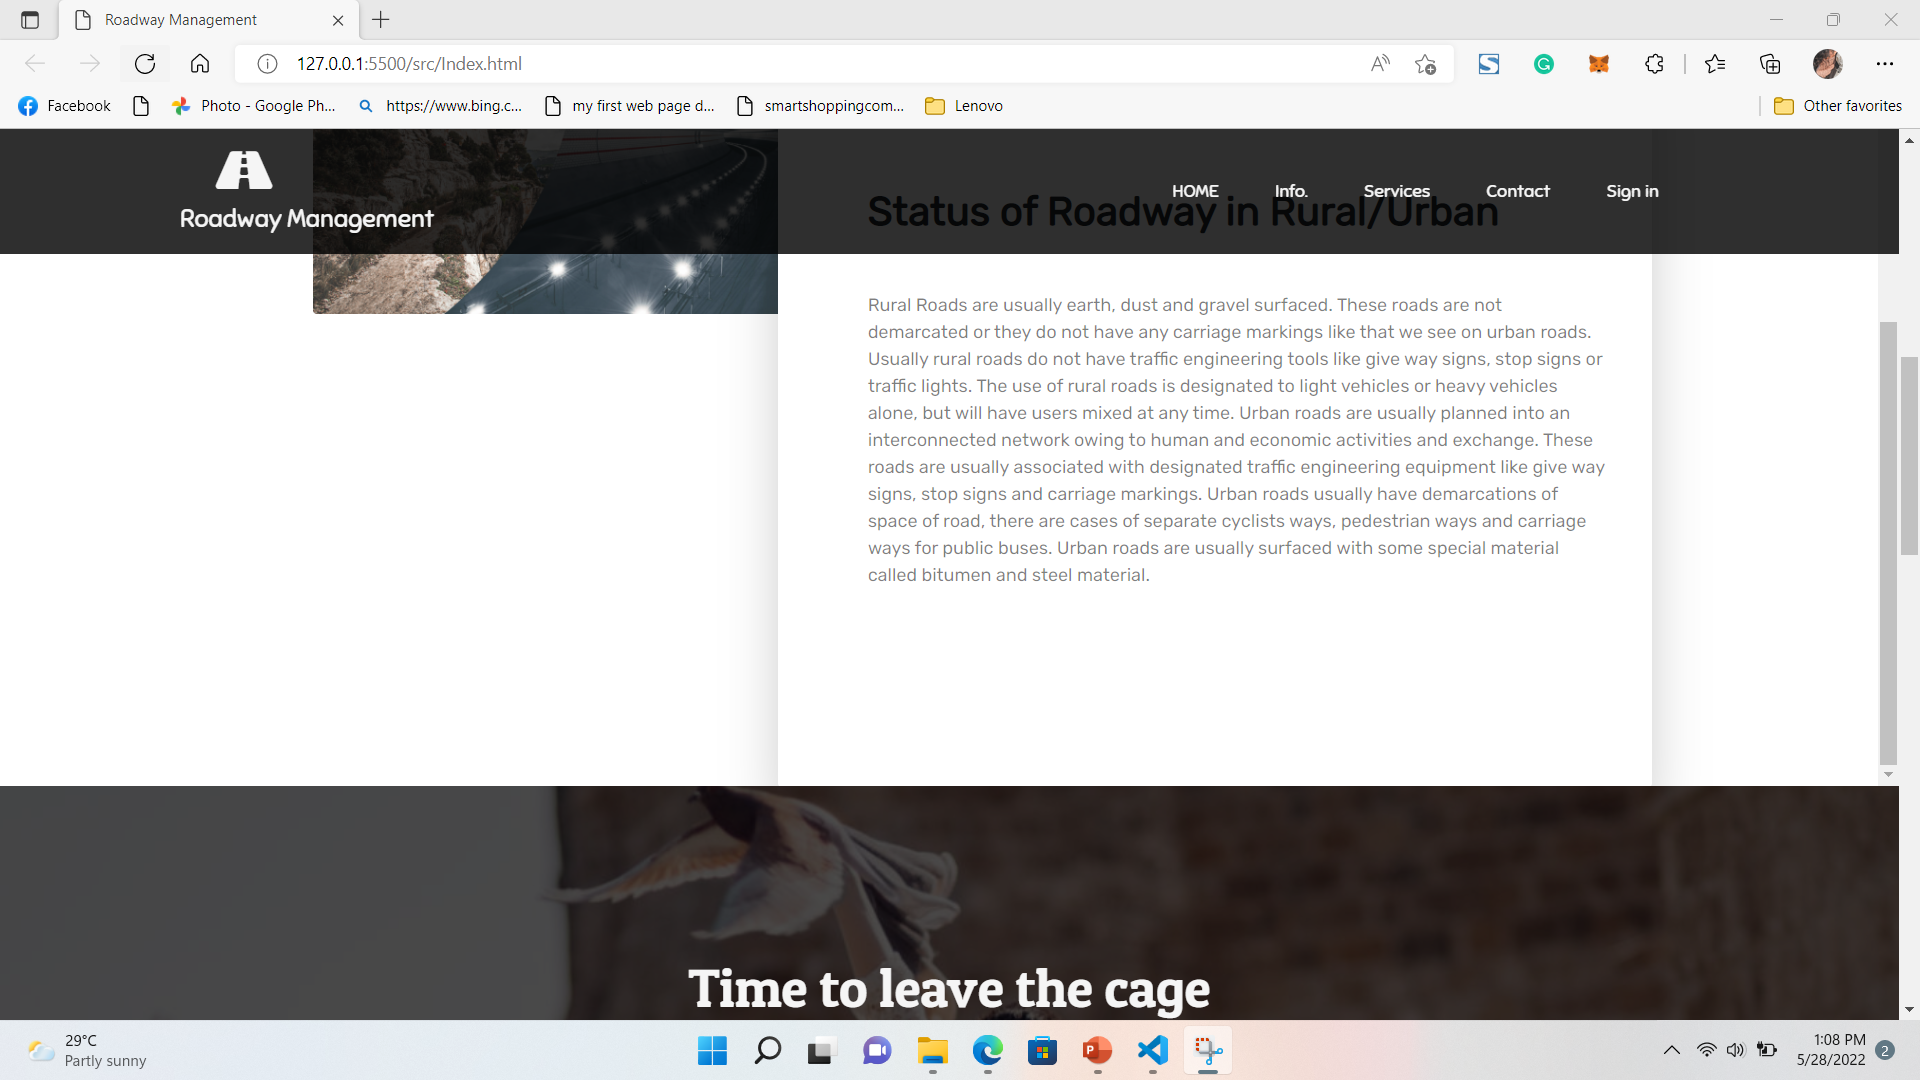 Roadway Management
127.0.0.1:5500/src/Index.html
Facebook
Photo - Google Ph...
https://www.bing.c...
my first web page d...
smartshoppingcom...
Lenovo
Other favorites
HOME
Info.
Services
Contact
Sign in
Roadway Management
Status of Roadway in Rural/Urban
Rural Roads are usually earth, dust and gravel surfaced. These roads are not
demarcated or they do not have any carriage markings like that we see on urban roads.
Usually rural roads do not have traffic engineering tools like give way signs, stop signs or
traffic lights. The use of rural roads is designated to light vehicles or heavy vehicles
alone, but will have users mixed at any time. Urban roads are usually planned into an
interconnected network owing to human and economic activities and exchange. These
roads are usually associated with designated traffic engineering equipment like give way
signs, stop signs and carriage markings. Urban roads usually have demarcations of
space of road, there are cases of separate cyclists ways, pedestrian ways and carriage
ways for public buses. Urban roads are usually surfaced with some special material
called bitumen and steel material.
Time to leave the cage
29°C
Partly sunny
1:08 PM
5/28/2022
2